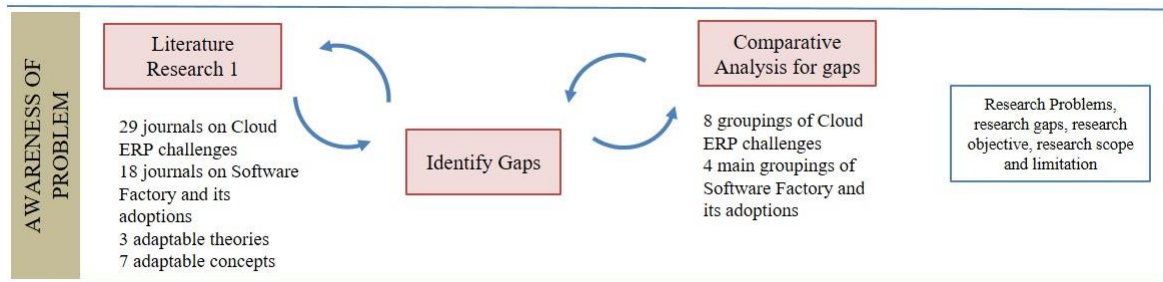 AWARENESS OF
PROBLEM
Literature
Research 1
29 journals on Cloud
ERP challenges
18 journals on Software
Factory and its
adoptions
3 adaptable theories
7 adaptable concepts
Identify Gaps
Comparative
Analysis for gaps
8 groupings of Cloud
ERP challenges
4 main groupings of
Software Factory and
its adoptions
Research Problems,
research gaps, research
objective, research scope
and limitation